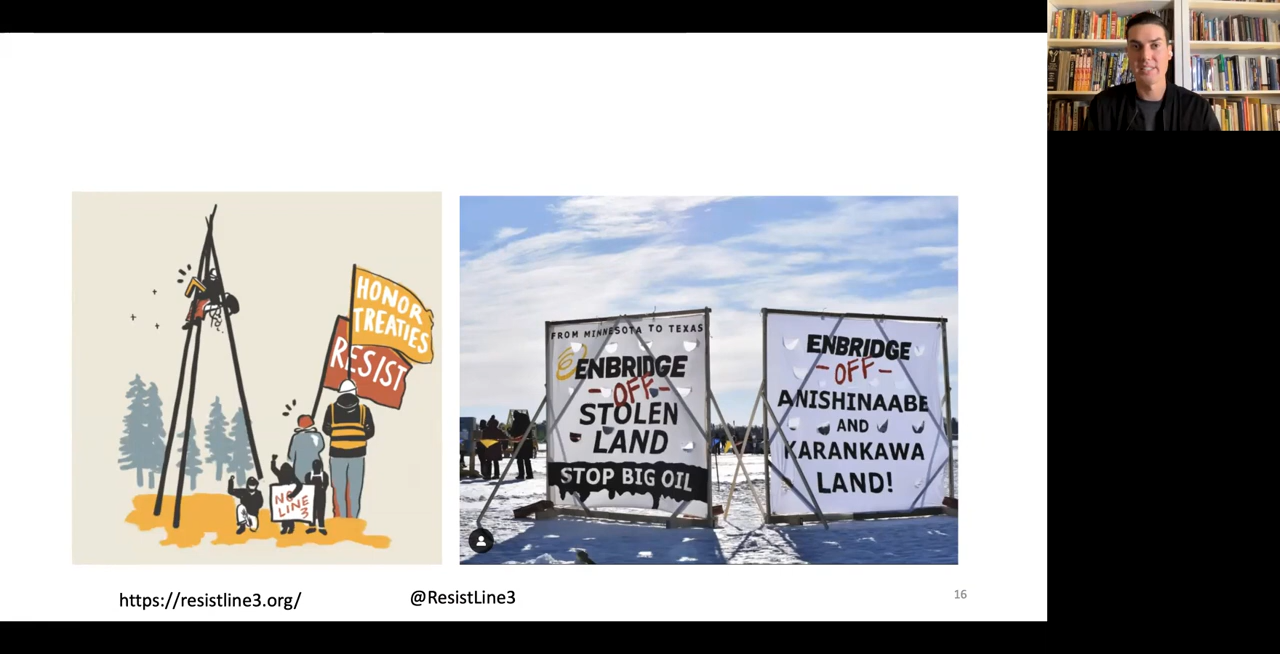 HONOR
TREATIES
RESIST
NO
LINE
3
FROM MINNESOTA TO TEXAS
ENBRIDGE
-OFF-
STOLEN
LAND
STOP BIG OIL
ENBRIDGE
-OFF-
ANISHINAABE
AND
KARANKAWA
LAND!
https://resistline3.org/
@ResistLine3
16